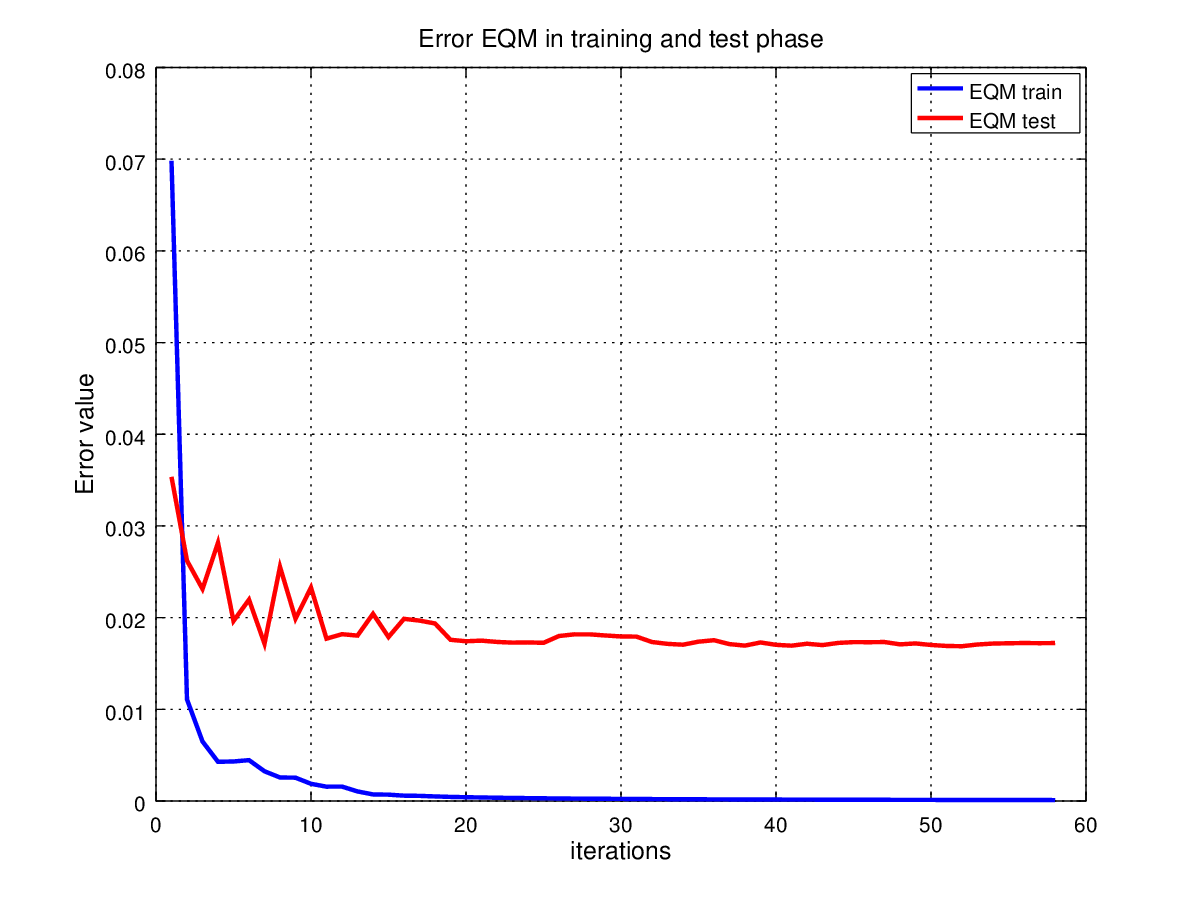 Error EQM in training and test phase
EQM train
EQM test
0.08
0.07
0.06
0.05
0.04
0.03
0.02
0.01
0
Error value
0 10 20 30 40 50 60
iterations